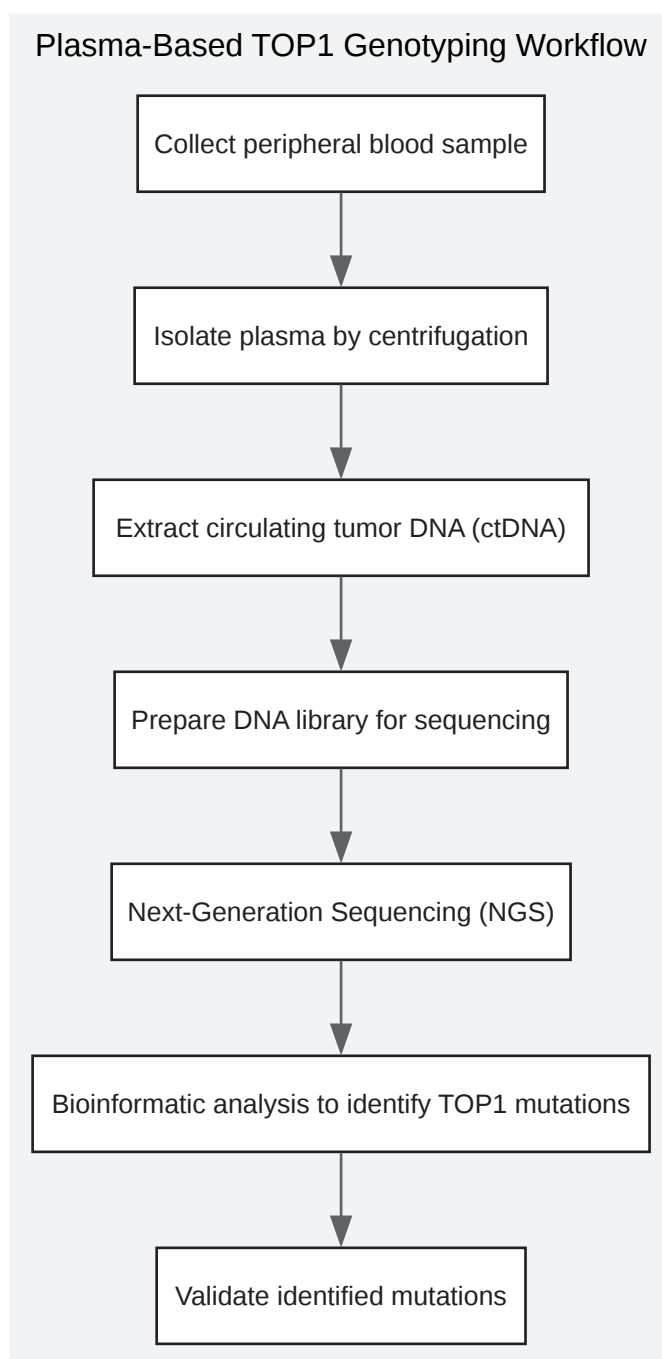 Plasma-Based TOP1 Genotyping Workflow
Collect peripheral blood sample
Isolate plasma by centrifugation
Extract circulating tumor DNA (ctDNA)
Prepare DNA library for sequencing
Next-Generation Sequencing (NGS)
Bioinformatic analysis to identify TOP1 mutations
Validate identified mutations